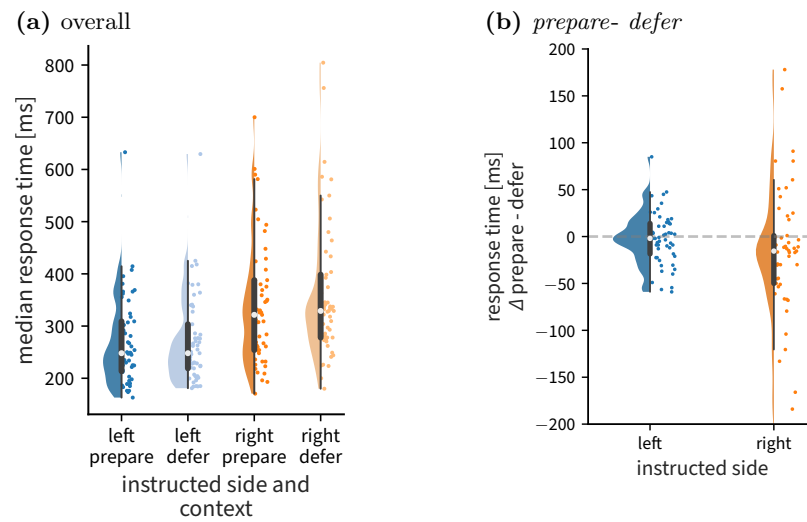 (a) overall
median response time [ms]
800
700
600
500
400
300
200
left
prepare
left
defer
right
prepare
right
defer
instructed side and
context
(b) prepare- defer
response time [ms]
Δ prepare - defer
200
150
100
50
0
−50
−100
−150
−200
left
right
instructed side